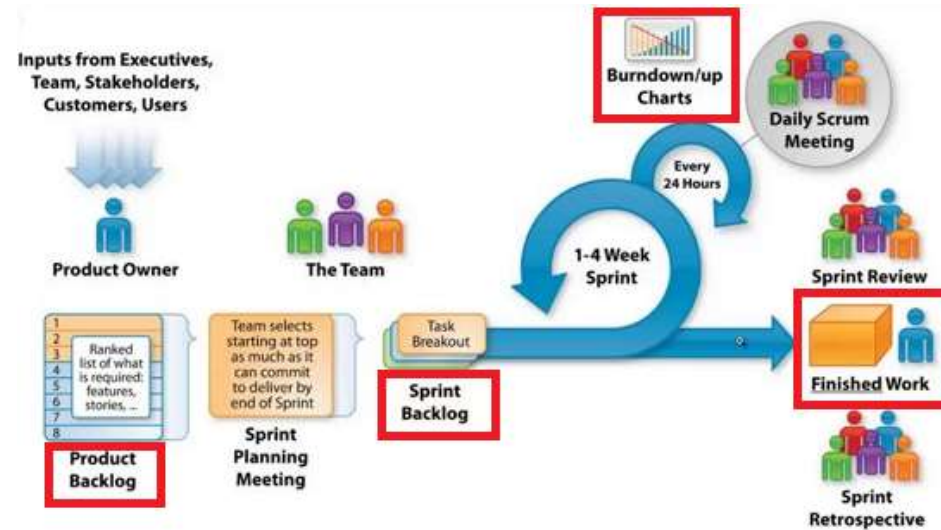 Inputs from Executives,
Team, Stakeholders,
Customers, Users
Burndown/up
Charts
Daily Scrum
Meeting
Every
24 Hours
Product Owner
The Team
1-4 Week
Sprint
Sprint Review
1
2
3
4
5
6
7
8
Ranked
list of what
is required:
features,
stories, ...
Product
Backlog
Team selects
starting at top
as much as it
can commit
to deliver by
end of Sprint
Sprint
Planning
Meeting
Task
Breakout
Sprint
Backlog
Finished Work
Sprint
Retrospective